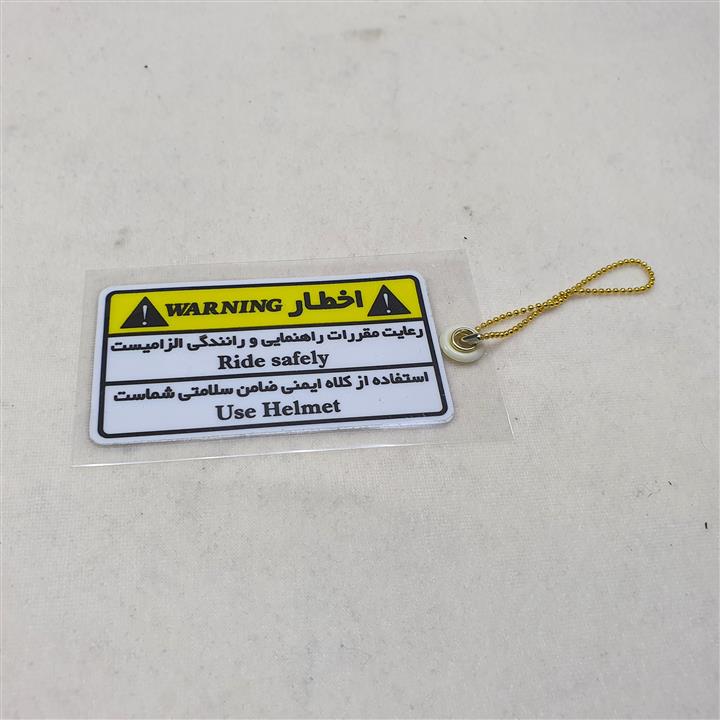 WARNING اخطار
رعایت مقررات راهنمایی و رانندگی الزامیست
Ride safely
استفاده از کلاه ایمنی ضامن سلامتی شماست
Use Helmet